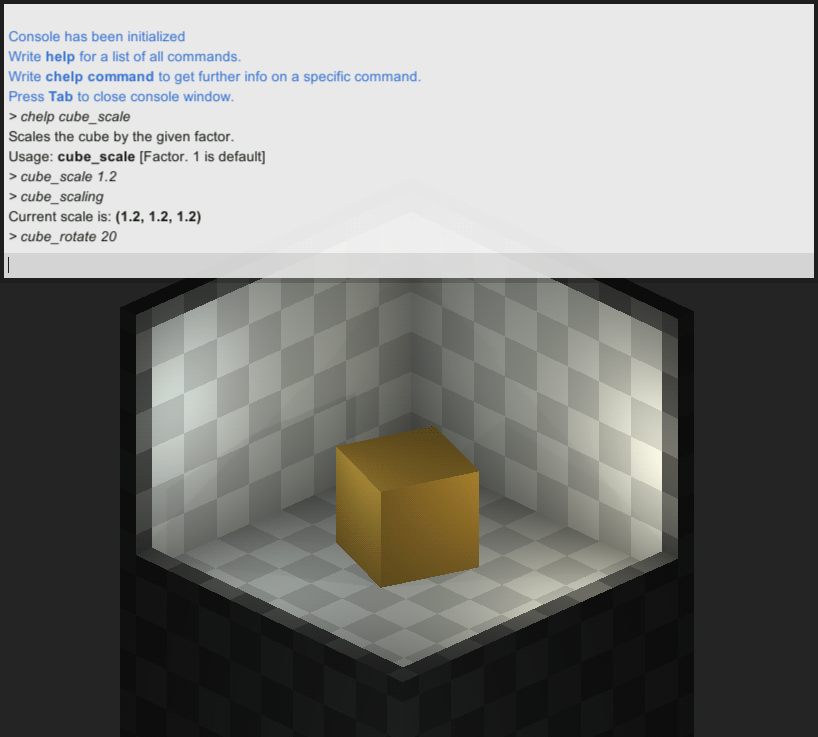 Console has been initialized
Write help for a list of all commands.
Write chelp command to get further info on a specific command.
Press Tab to close console window.
> chelp cube_scale
Scales the cube by the given factor.
Usage: cube_scale [Factor. 1 is default]
> cube_scale 1.2
> cube_scaling
Current scale is: (1.2, 1.2, 1.2)
> cube_rotate 20